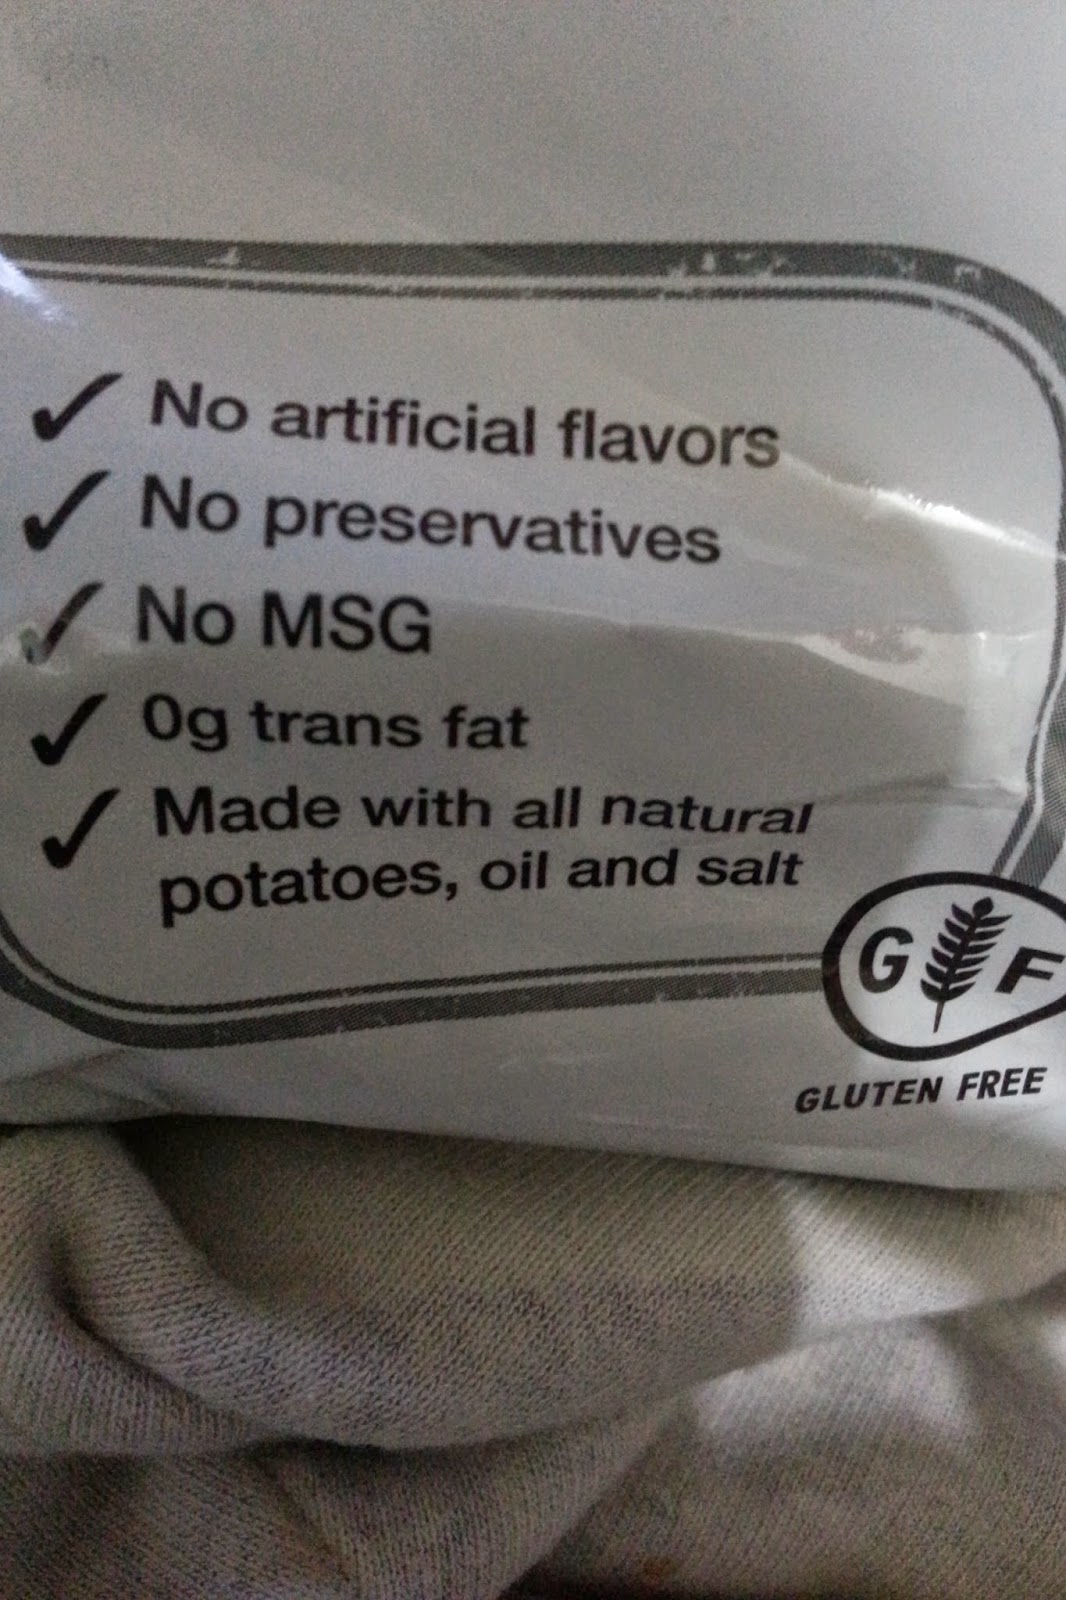 ✓ No artificial flavors
✓ No preservatives
✓ No MSG
✓ 0g trans fat
✓ Made with all natural
potatoes, oil and salt
G F
GLUTEN FREE